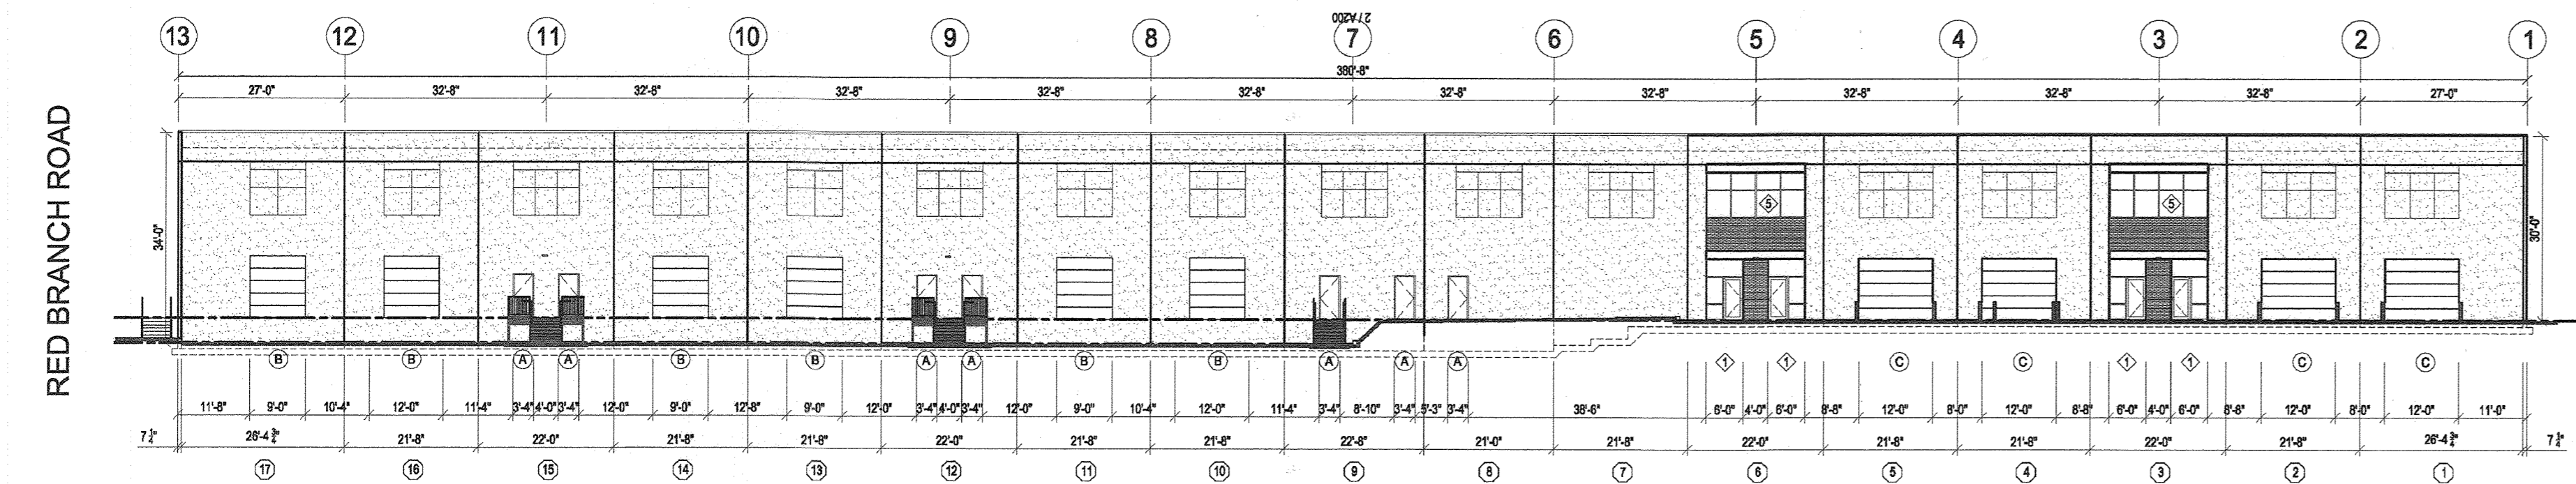 2 / A200
13 12 11 10 9 8 7 6 5 4 3 2 1
380'-8"
27'-0" 32'-8" 32'-8" 32'-8" 32'-8" 32'-8" 32'-8" 32'-8" 32'-8" 32'-8" 32'-8" 27'-0"
RED BRANCH ROAD
34'-0"
30'-0"
5 5
B B A A B B A A B B A A A 1 1 C C 1 1 C C
11'-8" 9'-0" 10'-4" 12'-0" 11'-4" 3'-4" 4'-0" 3'-4" 12'-0" 9'-0" 12'-8" 9'-0" 12'-0" 3'-4" 4'-0" 3'-4" 12'-0" 9'-0" 10'-4" 12'-0" 11'-4" 3'-4" 8'-10" 3'-4" 5'-3" 3'-4" 38'-6" 6'-0" 4'-0" 6'-0" 8'-8" 12'-0" 8'-0" 12'-0" 8'-8" 6'-0" 4'-0" 6'-0" 8'-8" 12'-0" 8'-0" 12'-0" 11'-0"
7 1/4" 26'-4 3/4" 21'-8" 22'-0" 21'-8" 21'-8" 22'-0" 21'-8" 21'-8" 22'-8" 21'-0" 21'-8" 22'-0" 21'-8" 21'-8" 22'-0" 21'-8" 26'-4 3/4" 7 1/4"
17 16 15 14 13 12 11 10 9 8 7 6 5 4 3 2 1